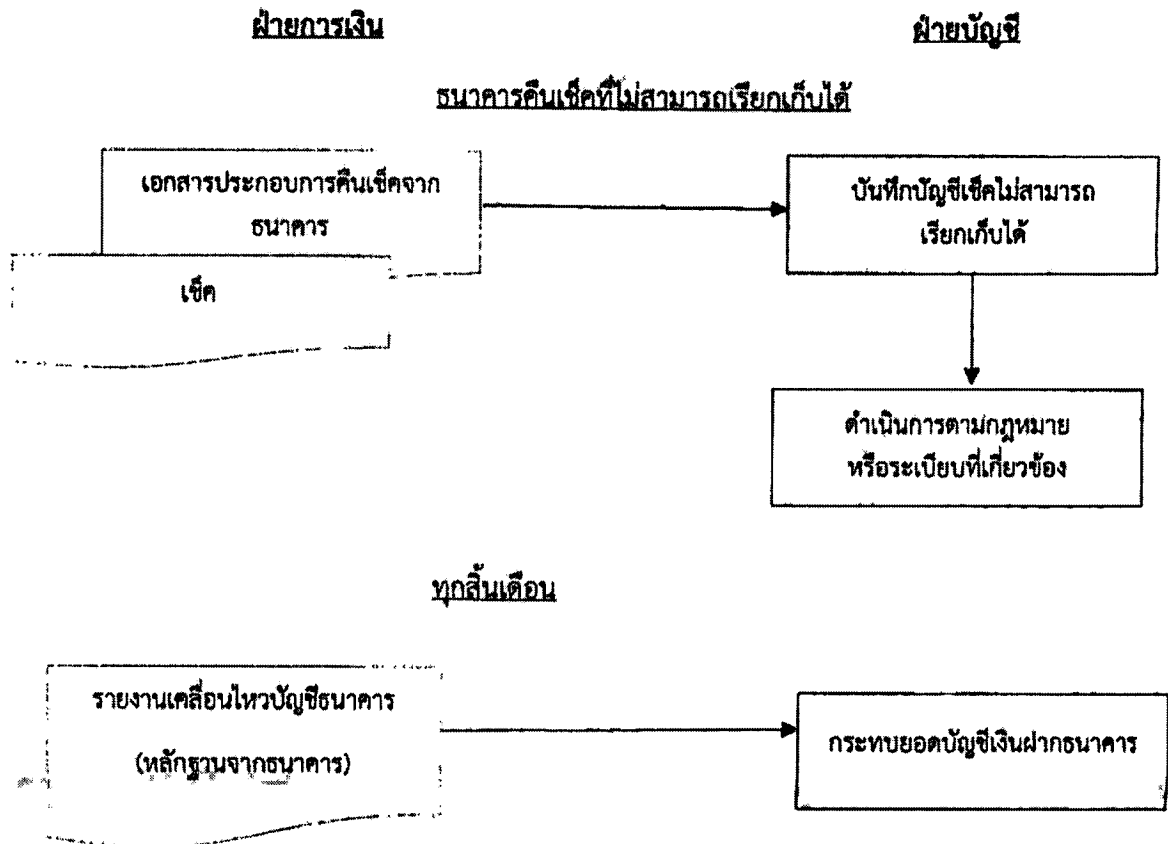 ฝ่ายการเงิน
ฝ่ายบัญชี
ธนาคารคืนเช็คที่ไม่สามารถเรียกเก็บได้
เอกสารประกอบการคืนเช็คจาก
ธนาคาร
เช็ค
บันทึกบัญชีเช็คไม่สามารถ
เรียกเก็บได้
ดำเนินการตามกฎหมาย
หรือระเบียบที่เกี่ยวข้อง
ทุกสิ้นเดือน
รายงานเคลื่อนไหวบัญชีธนาคาร
(หลักฐานจากธนาคาร)
กระทบยอดบัญชีเงินฝากธนาคาร